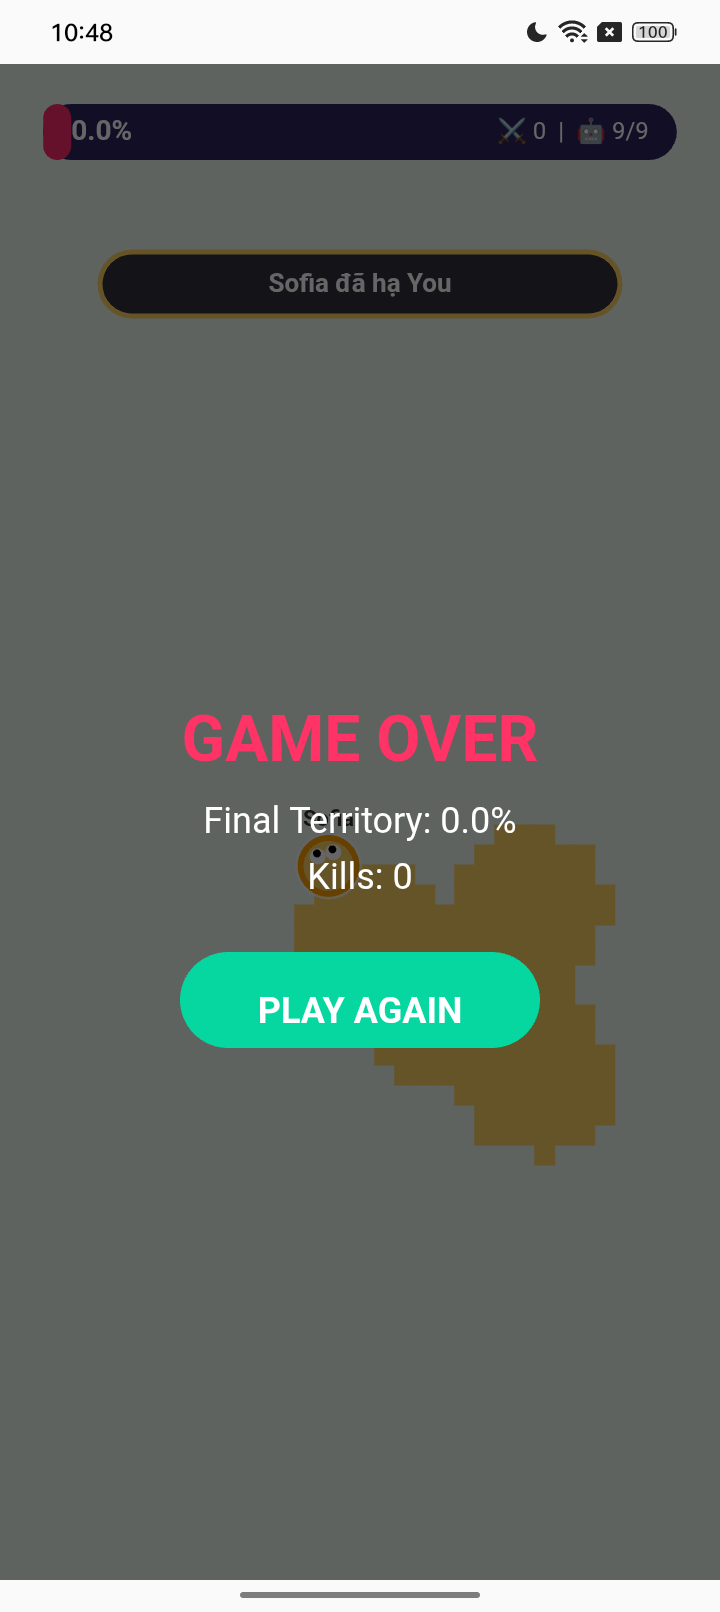 10:48
100
0.0%
⚔️ 0 | 🤖 9/9
Sofia đã hạ You
GAME OVER
Final Territory: 0.0%
Sofia
Kills: 0
PLAY AGAIN